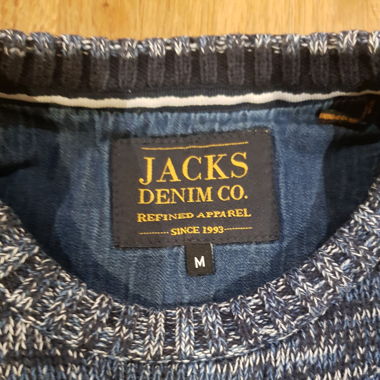 JACKS
DENIM CO.
REFINED APPAREL
SINCE 1993
M